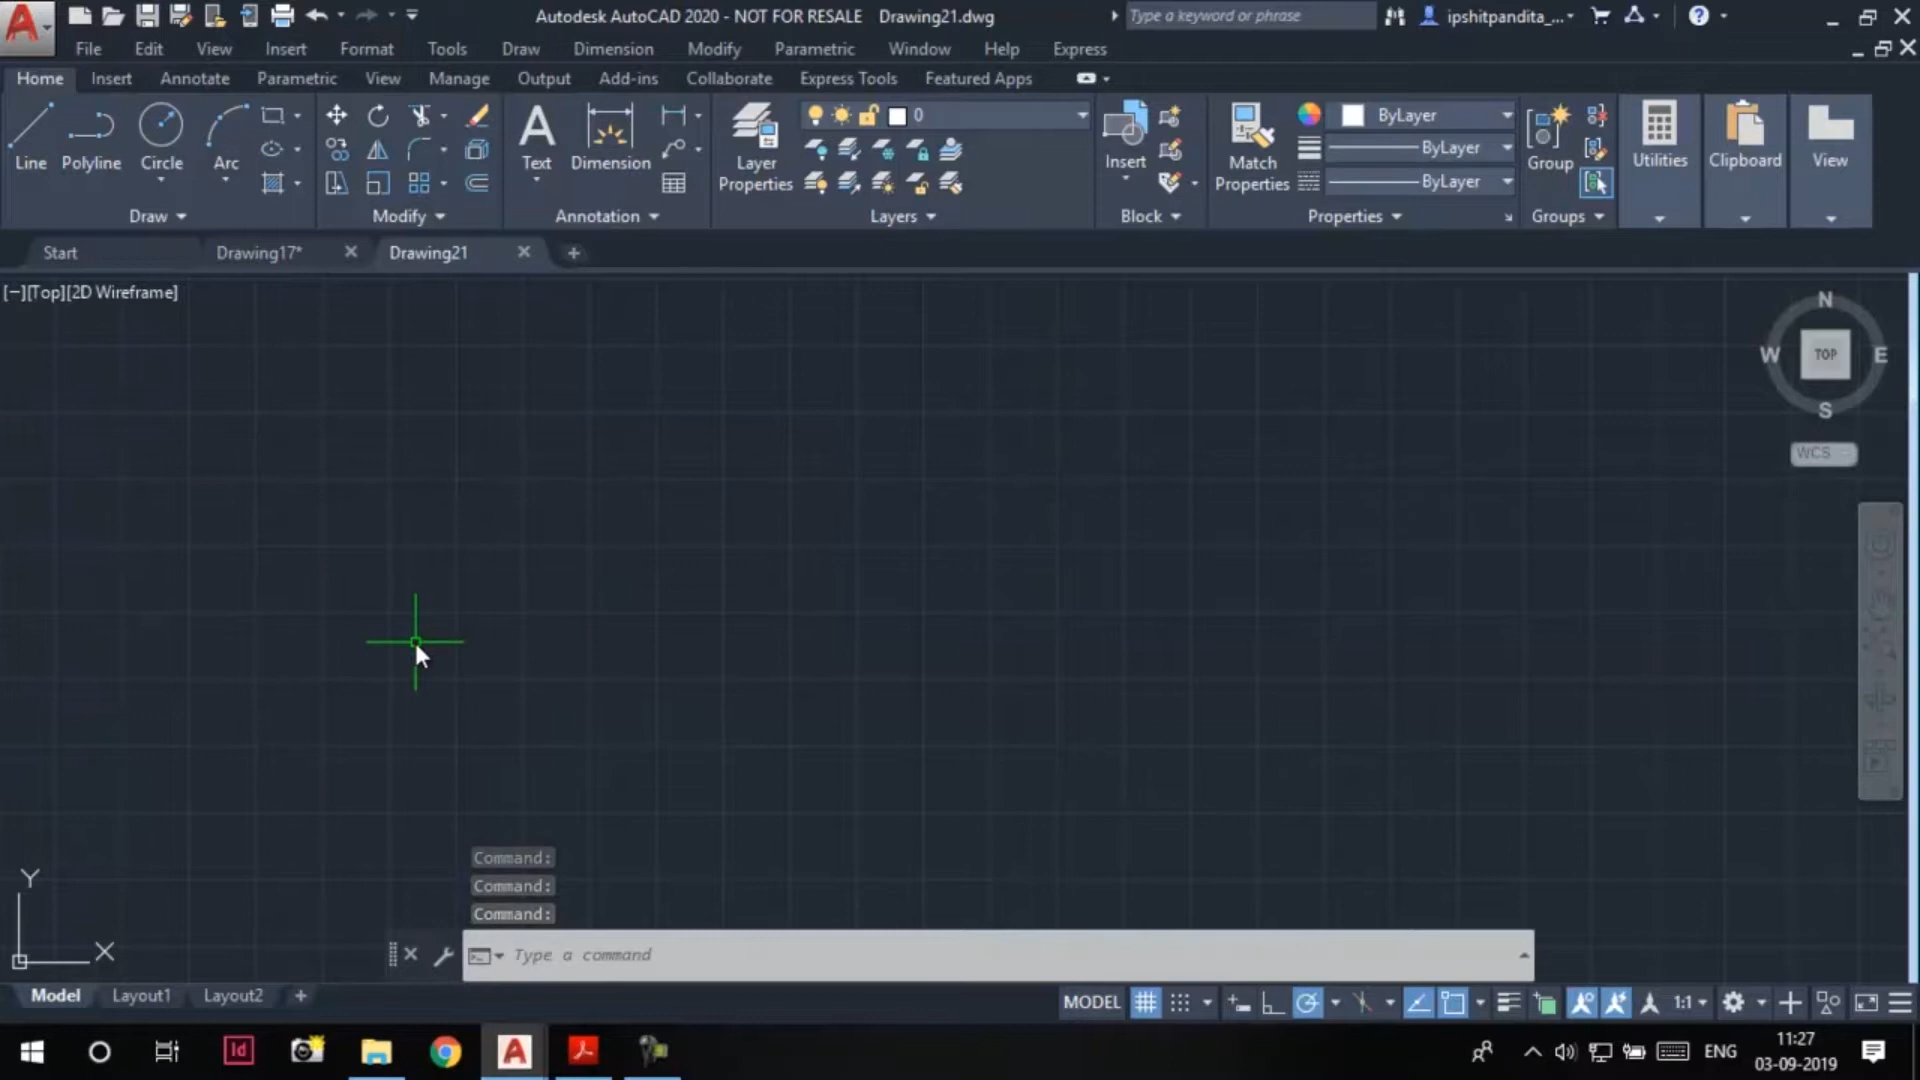 Autodesk AutoCAD 2020 - NOT FOR RESALE Drawing21.dwg
Type a keyword or phrase
ipshitpandita_...
File Edit View Insert Format Tools Draw Dimension Modify Parametric Window Help Express
Home Insert Annotate Parametric View Manage Output Add-ins Collaborate Express Tools Featured Apps
0
ByLayer
ByLayer
ByLayer
Line Polyline Circle Arc
Text Dimension
Layer
Properties
Insert
Match
Properties
Group
Utilities Clipboard View
Draw Modify Annotation Layers Block Properties Groups
Start Drawing17* Drawing21
[−][Top][2D Wireframe]
N
W TOP E
S
WCS
Command:
Command:
Command:
Type a command
Y
X
Model Layout1 Layout2
MODEL 1:1
Id
ENG
11:27
03-09-2019